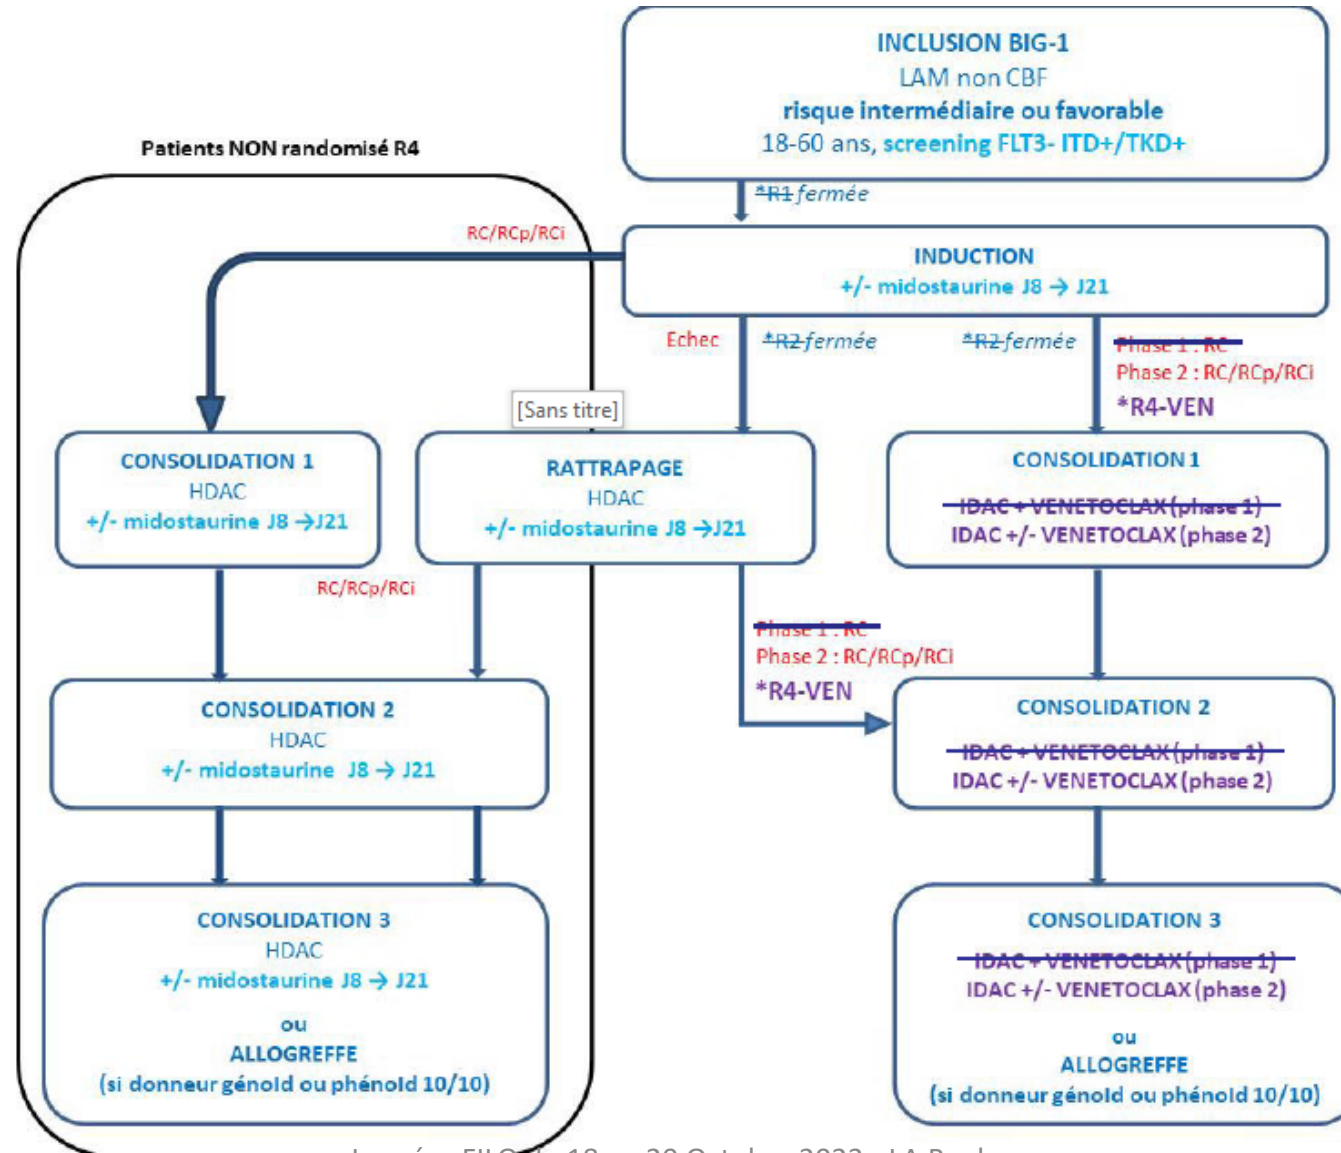 INCLUSION BIG-1
LAM non CBF
risque intermédiaire ou favorable
18-60 ans, screening FLT3- ITD+/TKD+
Patients NON randomisé R4
*R1 fermée
RC/RCp/RCi
INDUCTION
+/- midostaurine J8 → J21
Echec
*R2 fermée
*R2 fermée
Phase 1 : RC
Phase 2 : RC/RCp/RCi
*R4-VEN
[Sans titre]
CONSOLIDATION 1
HDAC
+/- midostaurine J8 →J21
RATTRAPAGE
HDAC
+/- midostaurine J8 →J21
CONSOLIDATION 1
IDAC + VENETOCLAX (phase 1)
IDAC +/- VENETOCLAX (phase 2)
RC/RCp/RCi
Phase 1 : RC
Phase 2 : RC/RCp/RCi
*R4-VEN
CONSOLIDATION 2
HDAC
+/- midostaurine J8 → J21
CONSOLIDATION 2
IDAC + VENETOCLAX (phase 1)
IDAC +/- VENETOCLAX (phase 2)
CONSOLIDATION 3
HDAC
+/- midostaurine J8 → J21
ou
ALLOGREFFE
(si donneur génoId ou phénoId 10/10)
CONSOLIDATION 3
IDAC + VENETOCLAX (phase 1)
IDAC +/- VENETOCLAX (phase 2)
ou
ALLOGREFFE
(si donneur génoId ou phénoId 10/10)